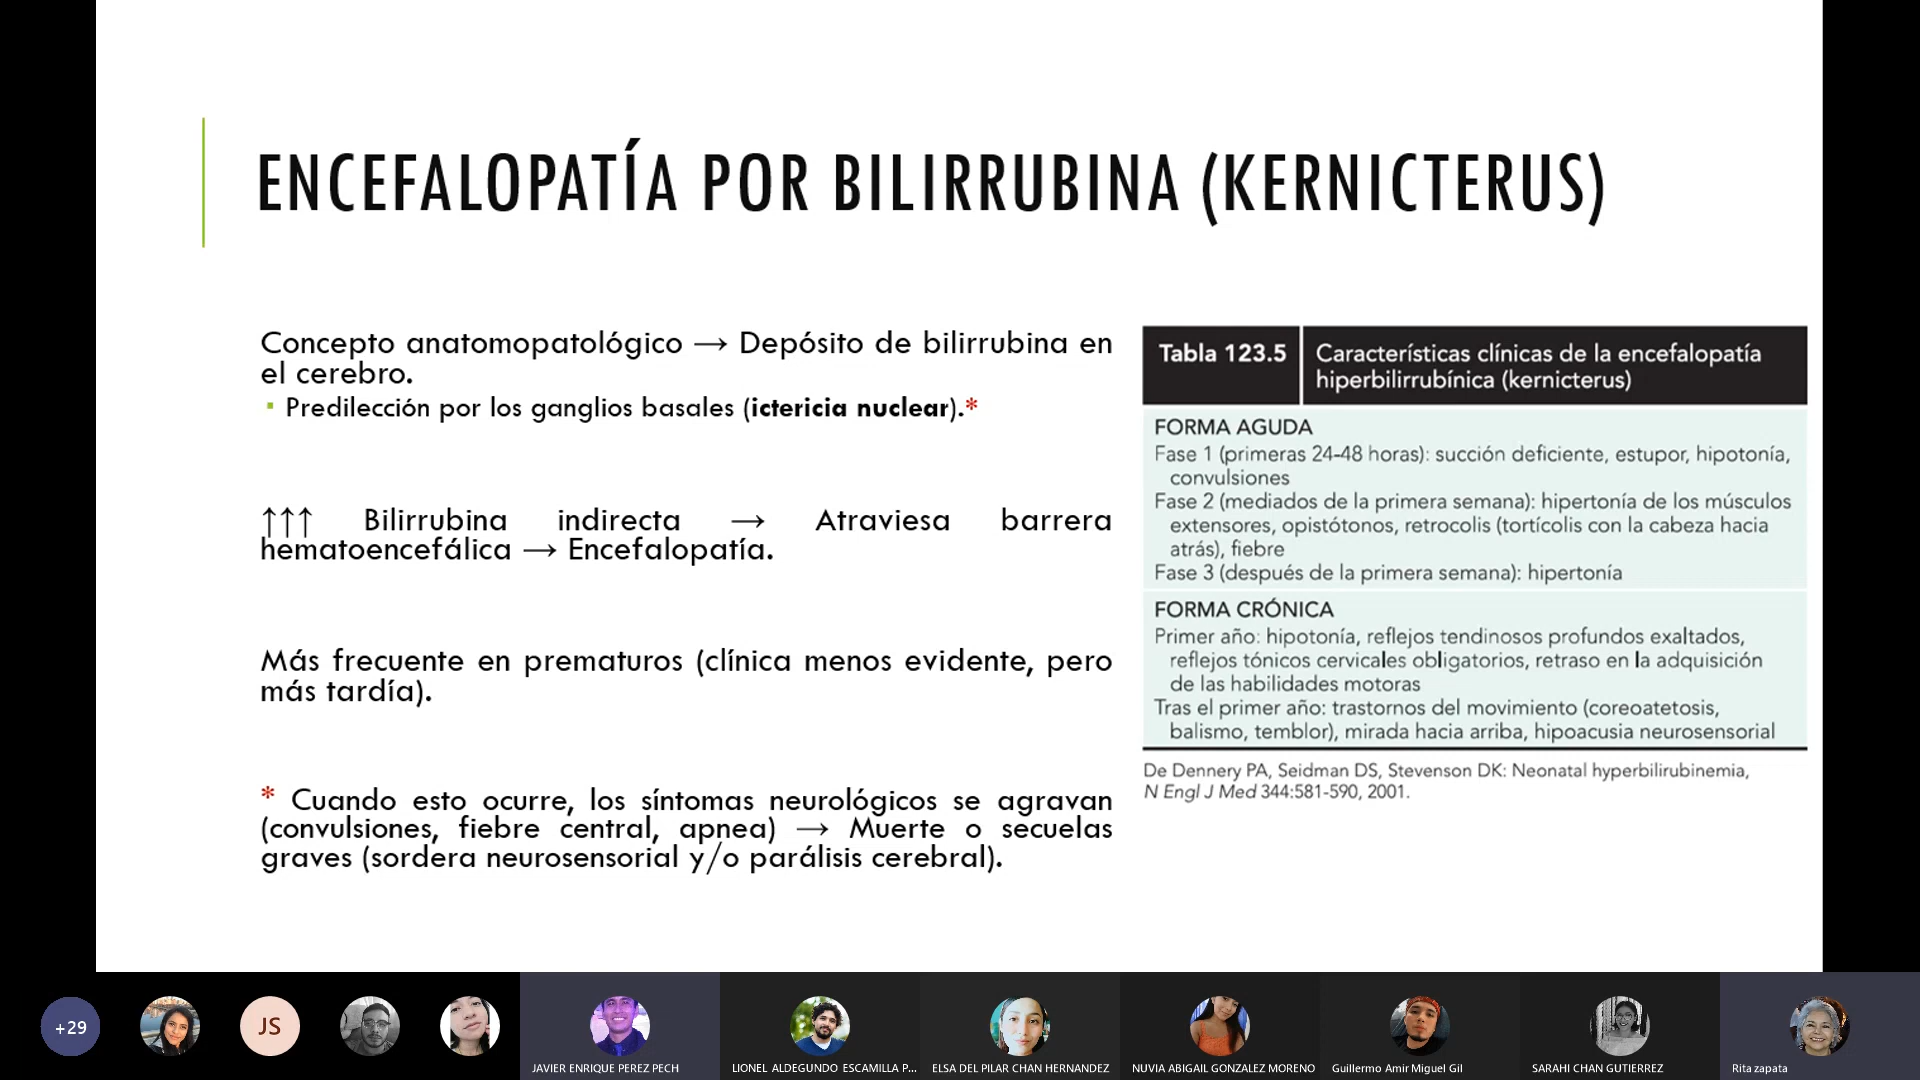 ENCEFALOPATÍA POR BILIRRUBINA (KERNICTERUS)
Concepto anatomopatológico → Depósito de bilirrubina en
el cerebro.
▪ Predilección por los ganglios basales (ictericia nuclear).*
↑↑↑ Bilirrubina indirecta → Atraviesa barrera
hematoencefálica → Encefalopatía.
Más frecuente en prematuros (clínica menos evidente, pero
más tardía).
* Cuando esto ocurre, los síntomas neurológicos se agravan
(convulsiones, fiebre central, apnea) → Muerte o secuelas
graves (sordera neurosensorial y/o parálisis cerebral).
Tabla 123.5
Características clínicas de la encefalopatía
hiperbilirrubínica (kernicterus)
FORMA AGUDA
Fase 1 (primeras 24-48 horas): succión deficiente, estupor, hipotonía,
convulsiones
Fase 2 (mediados de la primera semana): hipertonía de los músculos
extensores, opistótonos, retrocolis (tortícolis con la cabeza hacia
atrás), fiebre
Fase 3 (después de la primera semana): hipertonía
FORMA CRÓNICA
Primer año: hipotonía, reflejos tendinosos profundos exaltados,
reflejos tónicos cervicales obligatorios, retraso en la adquisición
de las habilidades motoras
Tras el primer año: trastornos del movimiento (coreoatetosis,
balismo, temblor), mirada hacia arriba, hipoacusia neurosensorial
De Dennery PA, Seidman DS, Stevenson DK: Neonatal hyperbilirubinemia,
N Engl J Med 344:581-590, 2001.
+29
JS
JAVIER ENRIQUE PEREZ PECH
LIONEL ALDEGUNDO ESCAMILLA P...
ELSA DEL PILAR CHAN HERNANDEZ
NUVIA ABIGAIL GONZALEZ MORENO
Guillermo Amir Miguel Gil
SARAHI CHAN GUTIERREZ
Rita zapata